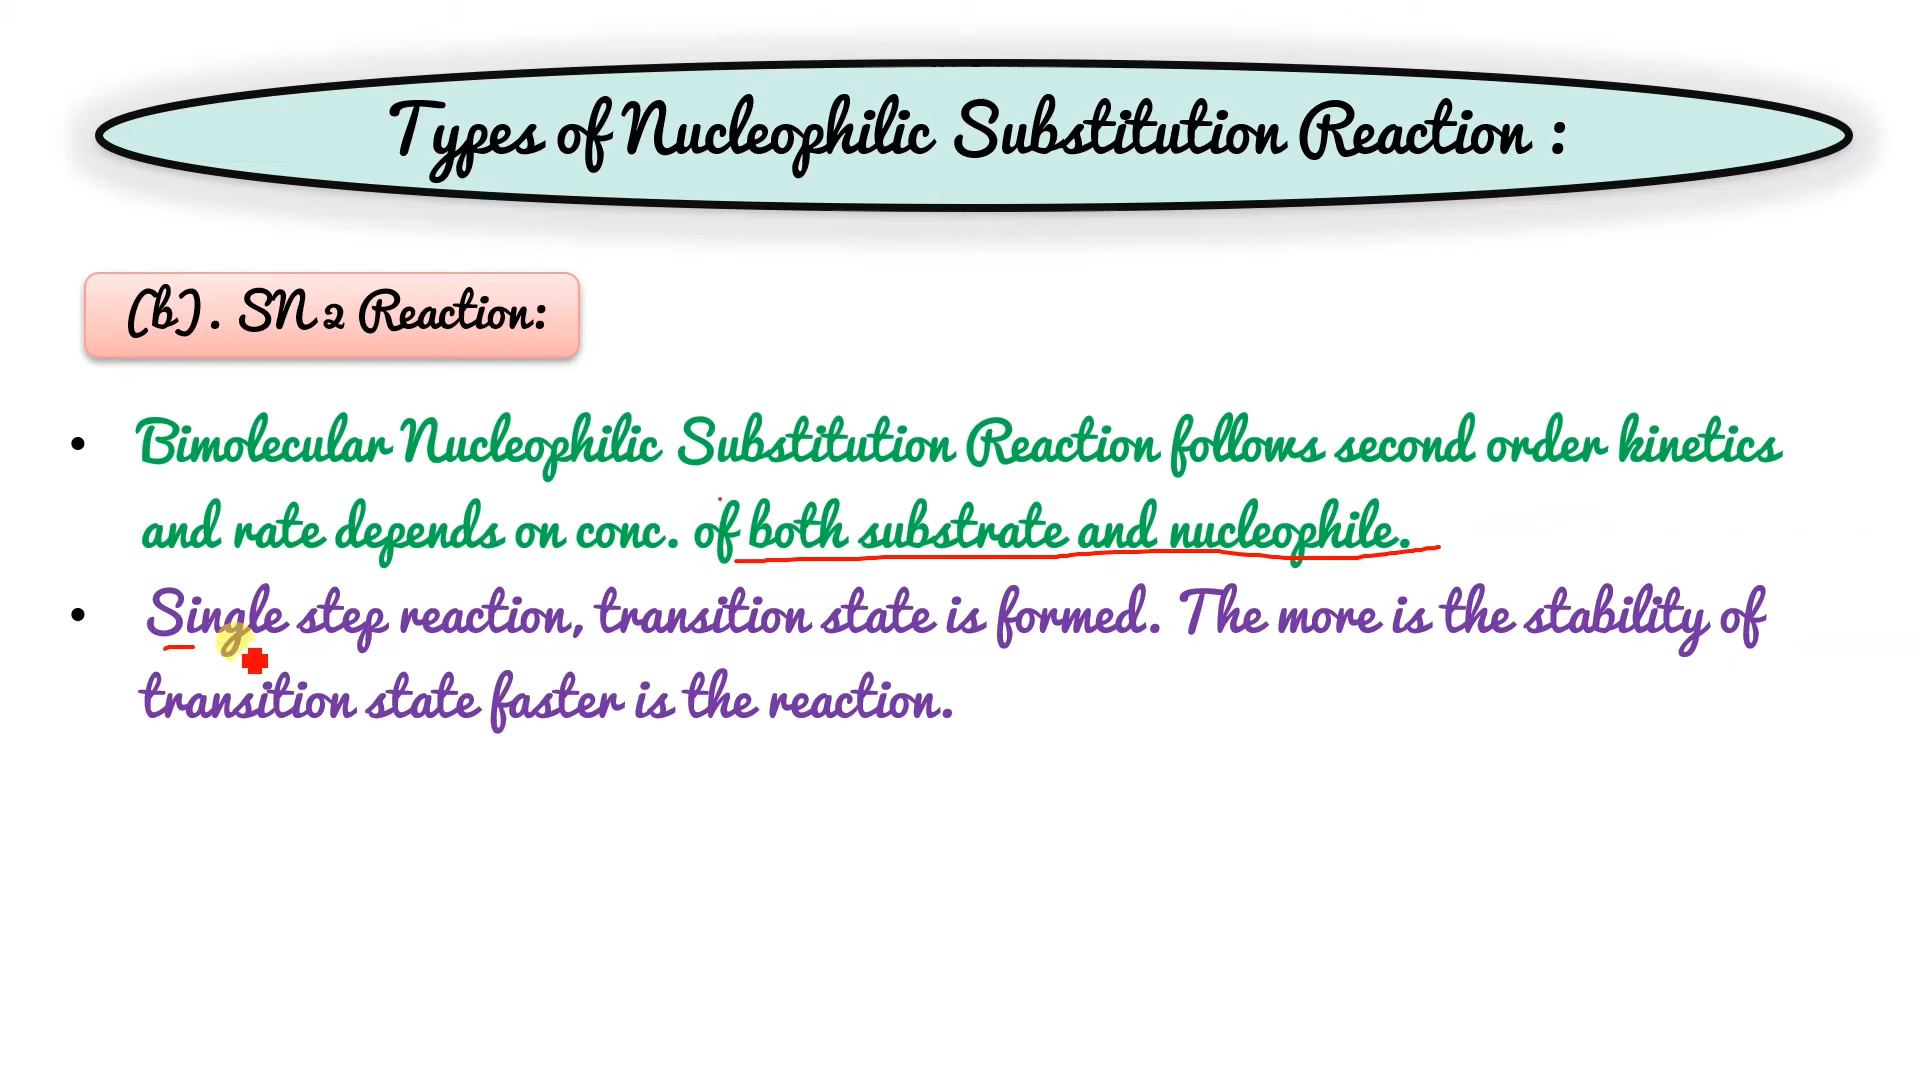 Types of Nucleophilic Substitution Reaction :
(b). SN2 Reaction:
• Bimolecular Nucleophilic Substitution Reaction follows second order kinetics
and rate depends on conc. of both substrate and nucleophile.
• Single step reaction, transition state is formed. The more is the stability of
transition state faster is the reaction.